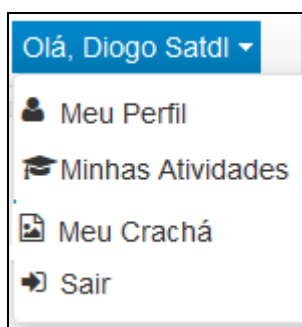 Olá, Diogo Satdl
Meu Perfil
Minhas Atividades
Meu Crachá
Sair